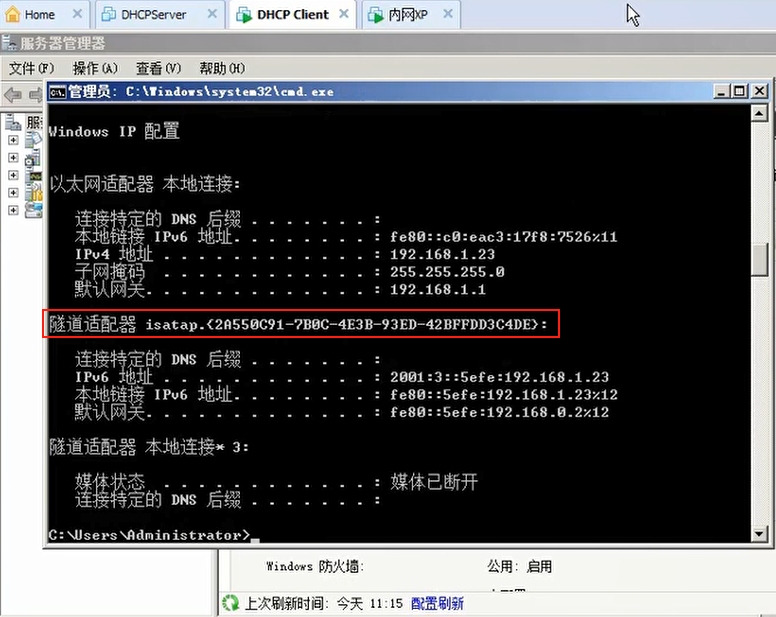 Home
DHCPServer
DHCP Client
内网XP
服务器管理器
文件(F) 操作(A) 查看(V) 帮助(H)
管理员: C:\Windows\system32\cmd.exe
Windows IP 配置
以太网适配器 本地连接:
连接特定的 DNS 后缀 . . . . . . . :
本地链接 IPv6 地址. . . . . . . . : fe80::c0:eac3:17f8:7526%11
IPv4 地址 . . . . . . . . . . . . : 192.168.1.23
子网掩码 . . . . . . . . . . . . : 255.255.255.0
默认网关. . . . . . . . . . . . . : 192.168.1.1
隧道适配器 isatap.{2A550C91-7B0C-4E3B-93ED-42BFFDD3C4DE}:
连接特定的 DNS 后缀 . . . . . . . :
IPv6 地址 . . . . . . . . . . . . : 2001:3::5efe:192.168.1.23
本地链接 IPv6 地址. . . . . . . . : fe80::5efe:192.168.1.23%12
默认网关. . . . . . . . . . . . . : fe80::5efe:192.168.0.2%12
隧道适配器 本地连接* 3:
媒体状态 . . . . . . . . . . . . : 媒体已断开
连接特定的 DNS 后缀 . . . . . . . :
C:\Users\Administrator>
Windows 防火墙: 公用: 启用
上次刷新时间: 今天 11:15 配置刷新